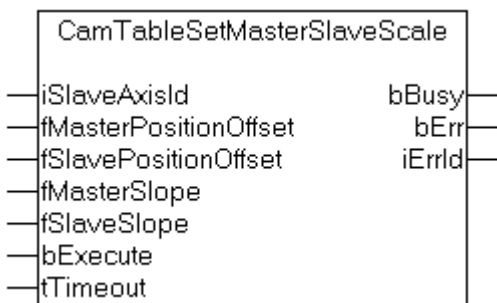 CamTableSetMasterSlaveScale
iSlaveAxisId bBusy
fMasterPositionOffset bErr
fSlavePositionOffset iErrId
fMasterSlope
fSlaveSlope
bExecute
tTimeout